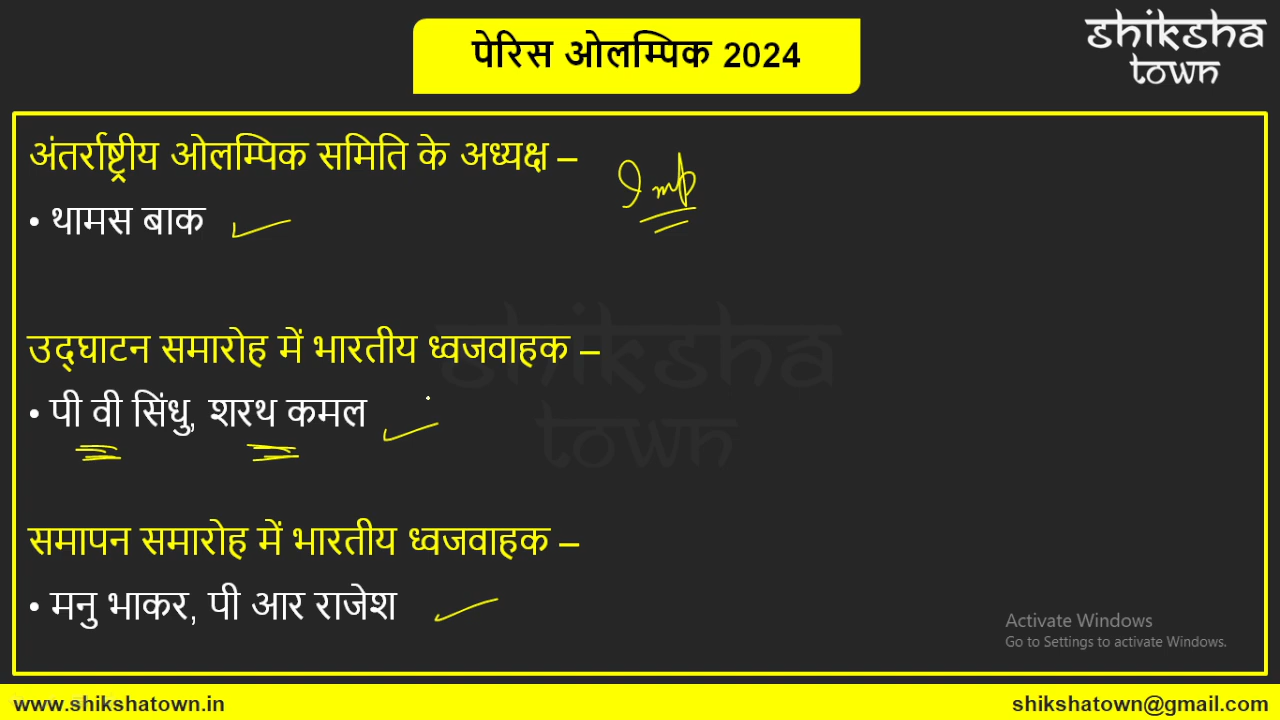 पेरिस ओलम्पिक 2024
shiksha
town
अंतर्राष्ट्रीय ओलम्पिक समिति के अध्यक्ष –
Imp
• थामस बाक
उद्घाटन समारोह में भारतीय ध्वजवाहक –
• पी वी सिंधु, शरथ कमल
shiksha
town
समापन समारोह में भारतीय ध्वजवाहक –
• मनु भाकर, पी आर राजेश
Activate Windows
Go to Settings to activate Windows.
www.shikshatown.in
shikshatown@gmail.com